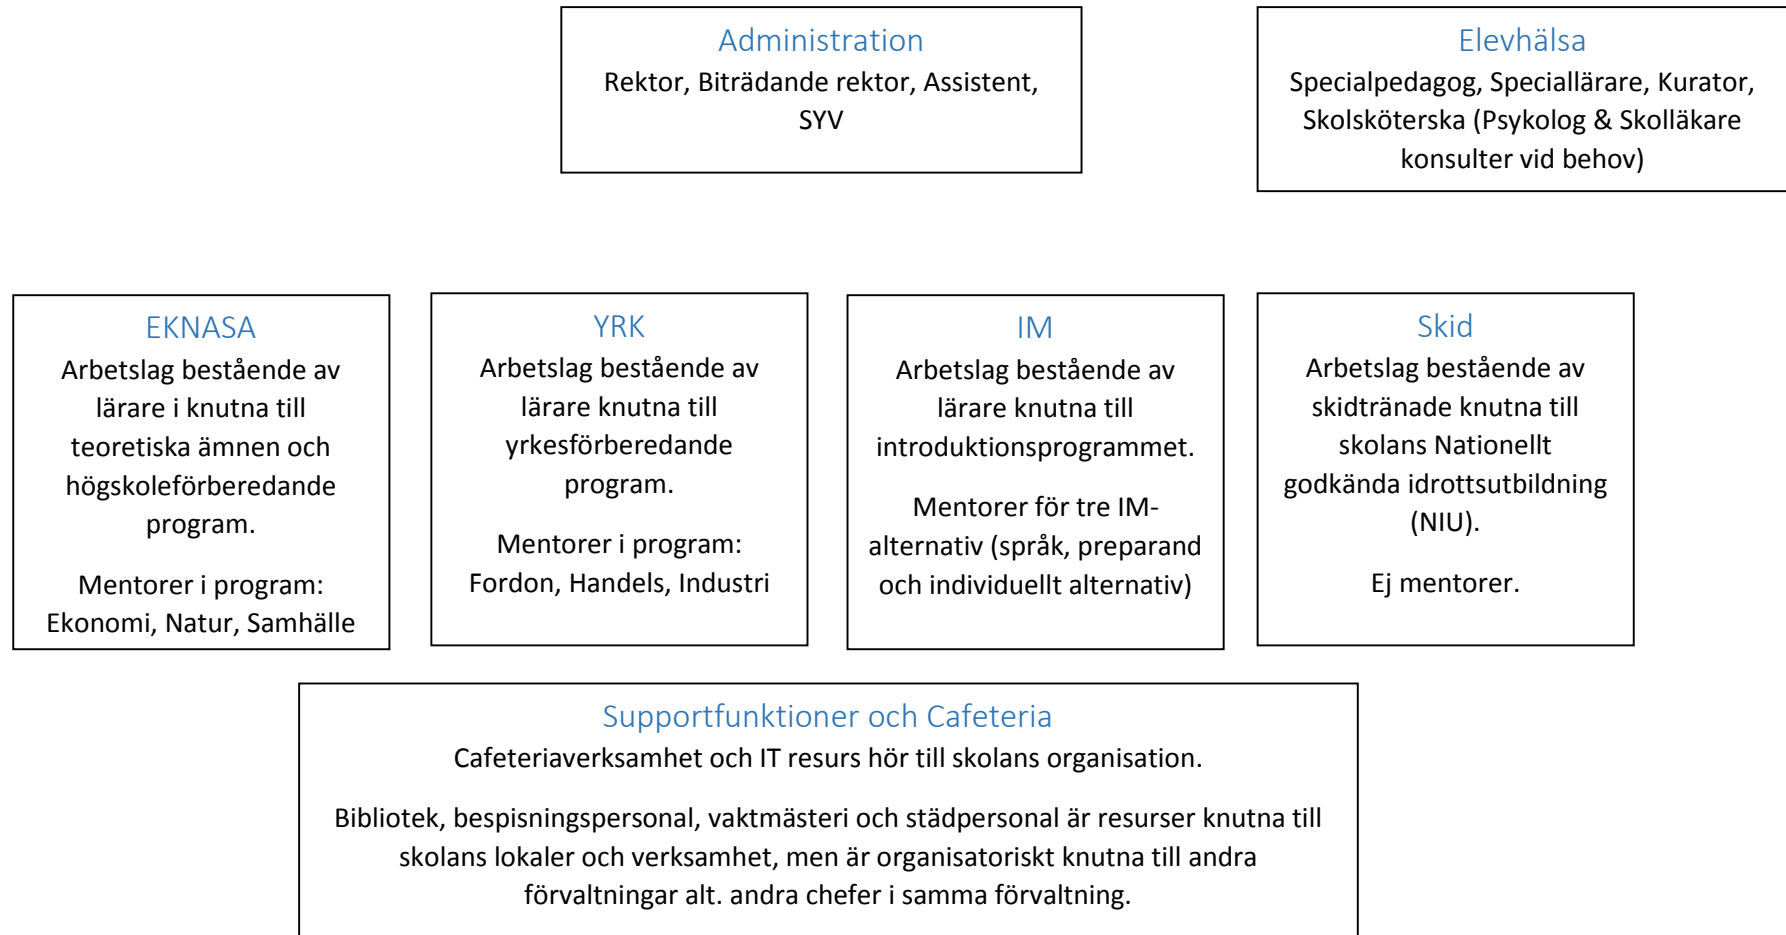 Administration
Rektor, Biträdande rektor, Assistent,
SYV
Elevhälsa
Specialpedagog, Speciallärare, Kurator,
Skolsköterska (Psykolog & Skolläkare
konsulter vid behov)
EKNASA
Arbetslag bestående av
lärare i knutna till
teoretiska ämnen och
högskoleförberedande
program.
Mentorer i program:
Ekonomi, Natur, Samhälle
YRK
Arbetslag bestående av
lärare knutna till
yrkesförberedande
program.
Mentorer i program:
Fordon, Handels, Industri
IM
Arbetslag bestående av
lärare knutna till
introduktionsprogrammet.
Mentorer för tre IM-
alternativ (språk, preparand
och individuellt alternativ)
Skid
Arbetslag bestående av
skidtränade knutna till
skolans Nationellt
godkända idrottsutbildning
(NIU).
Ej mentorer.
Supportfunktioner och Cafeteria
Cafeteriaverksamhet och IT resurs hör till skolans organisation.
Bibliotek, bespisningspersonal, vaktmästeri och städpersonal är resurser knutna till
skolans lokaler och verksamhet, men är organisatoriskt knutna till andra
förvaltningar alt. andra chefer i samma förvaltning.